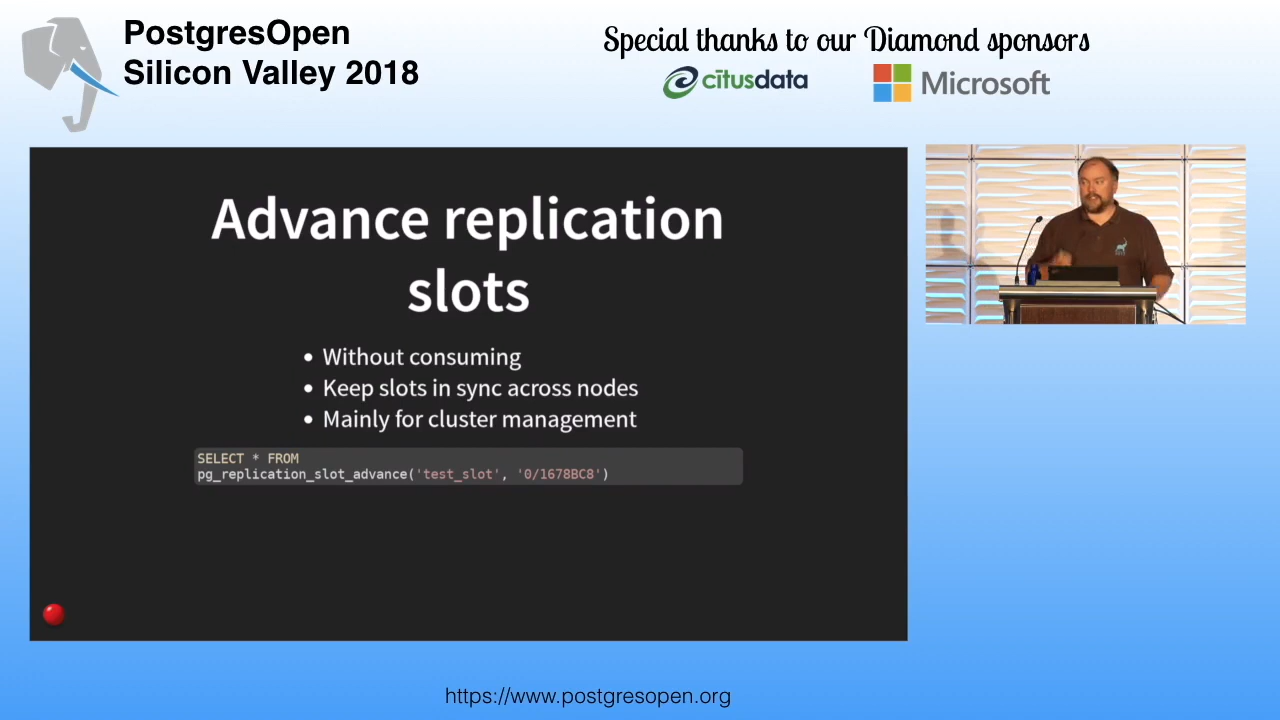 PostgresOpen
Silicon Valley 2018
Special thanks to our Diamond sponsors
citusdata
Microsoft
Advance replication
slots
• Without consuming
• Keep slots in sync across nodes
• Mainly for cluster management
SELECT * FROM
pg_replication_slot_advance('test_slot', '0/1678BC8')
https://www.postgresopen.org